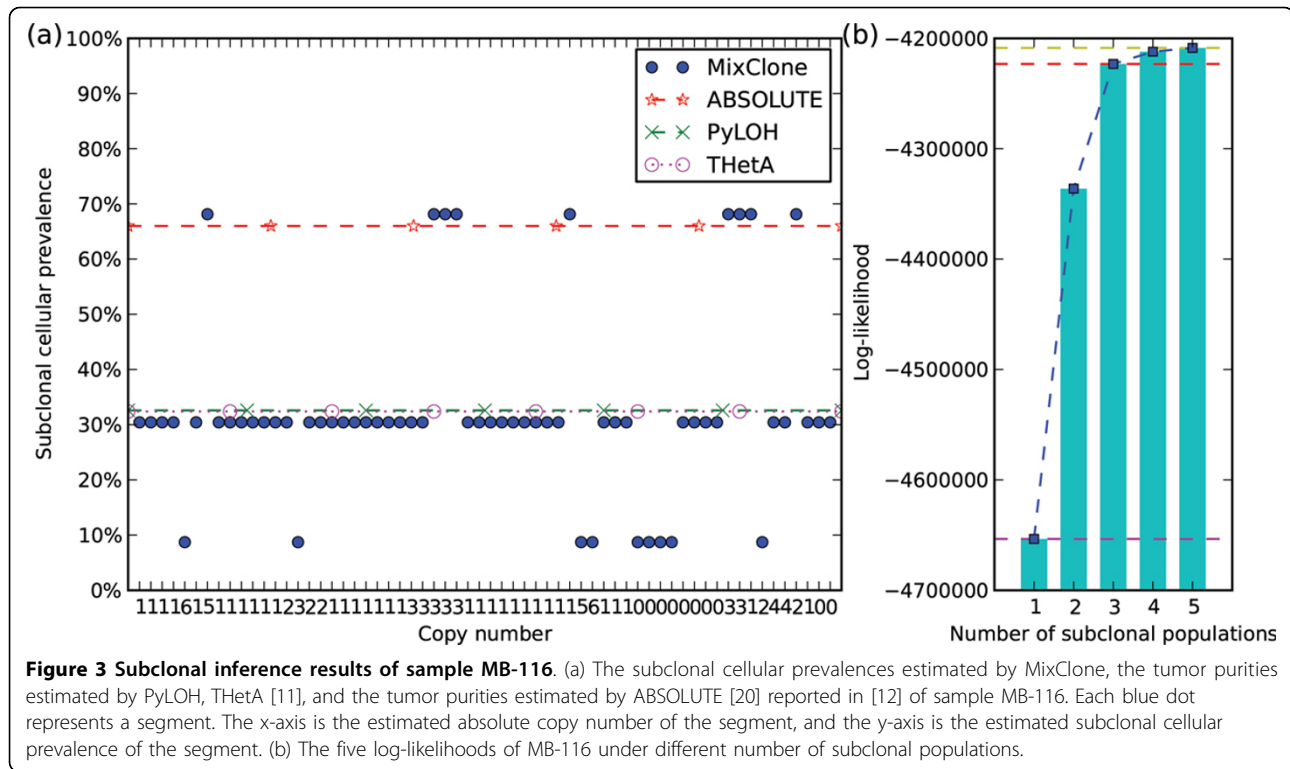 (a)
100%
90%
80%
70%
60%
50%
40%
30%
20%
10%
0%
Subclonal cellular prevalence
MixClone
ABSOLUTE
PyLOH
THetA
Copy number
(b)
−4200000
−4300000
−4400000
−4500000
−4600000
−4700000
Log-likelihood
1 2 3 4 5
Number of subclonal populations
Figure 3 Subclonal inference results of sample MB-116. (a) The subclonal cellular prevalences estimated by MixClone, the tumor purities
estimated by PyLOH, THetA [11], and the tumor purities estimated by ABSOLUTE [20] reported in [12] of sample MB-116. Each blue dot
represents a segment. The x-axis is the estimated absolute copy number of the segment, and the y-axis is the estimated subclonal cellular
prevalence of the segment. (b) The five log-likelihoods of MB-116 under different number of subclonal populations.